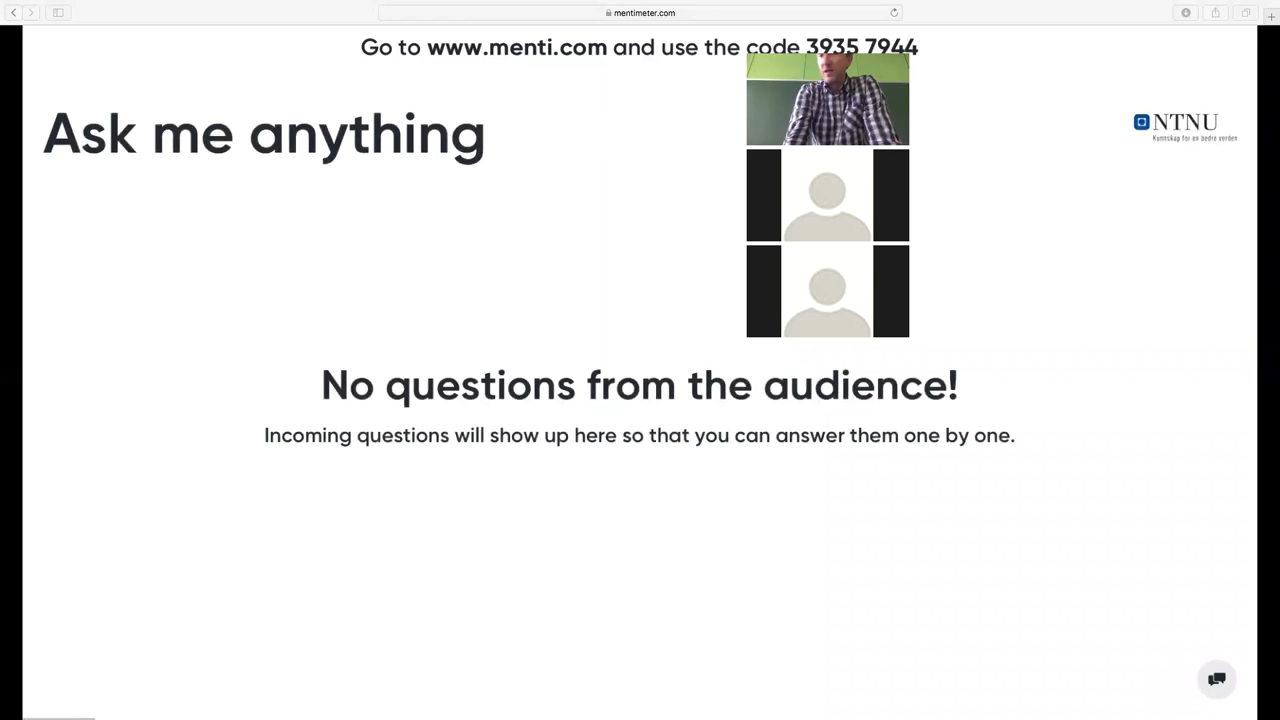 mentimeter.com
Go to www.menti.com and use the code 3935 7944
Ask me anything
NTNU
Kunnskap for en bedre verden
No questions from the audience!
Incoming questions will show up here so that you can answer them one by one.